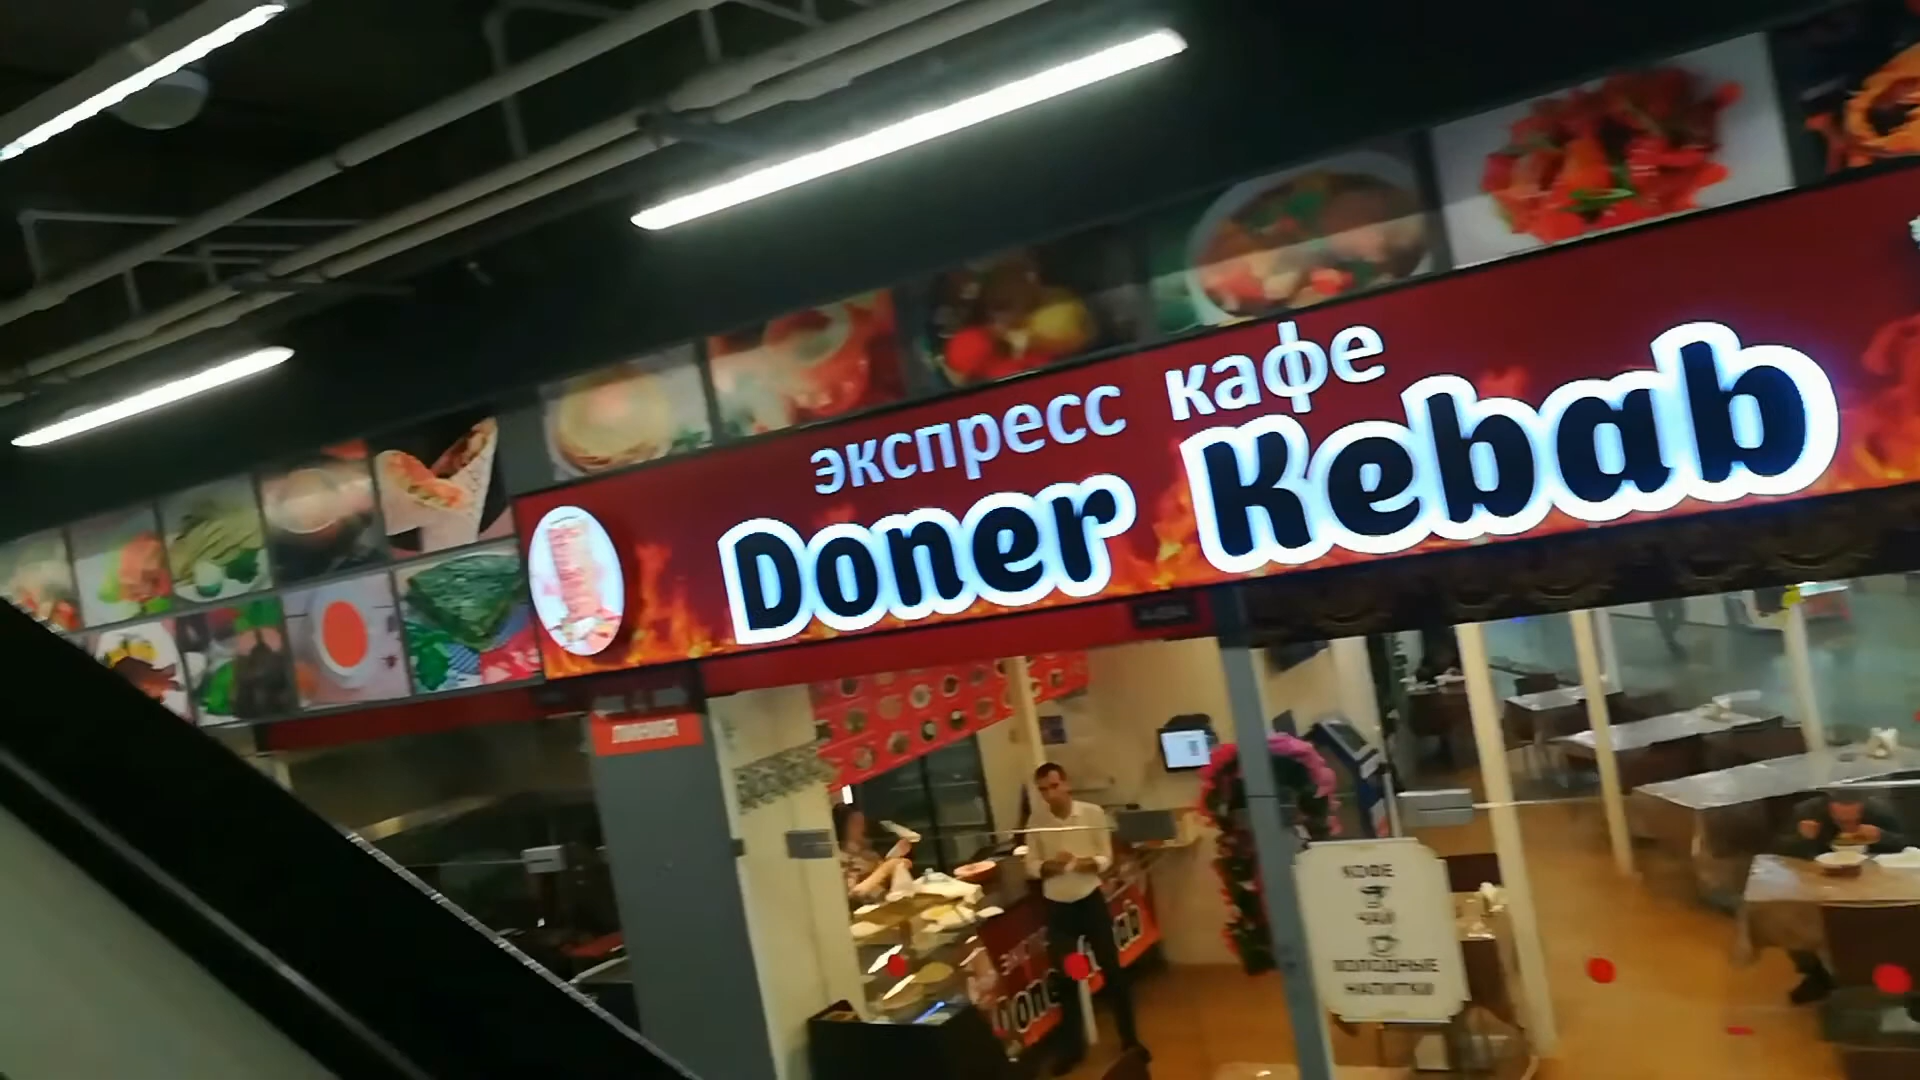 экспресс кафе
Doner Kebab
КОФЕ
ЧАЙ
ХОЛОДНЫЕ
НАПИТКИ